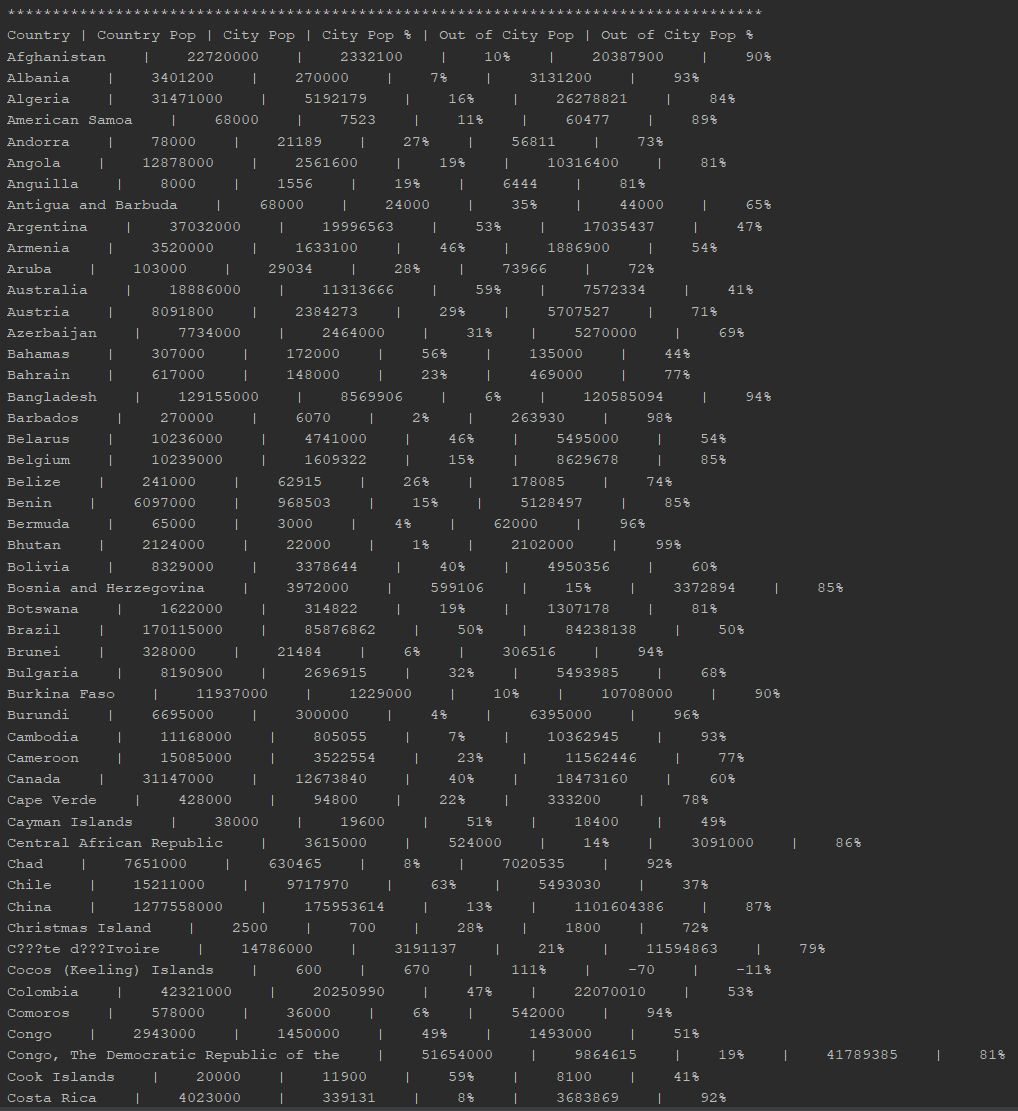 ************************************************************************************
Country | Country Pop | City Pop | City Pop % | Out of City Pop | Out of City Pop %
Afghanistan | 22720000 | 2332100 | 10% | 20387900 | 90%
Albania | 3401200 | 270000 | 7% | 3131200 | 93%
Algeria | 31471000 | 5192179 | 16% | 26278821 | 84%
American Samoa | 68000 | 7523 | 11% | 60477 | 89%
Andorra | 78000 | 21189 | 27% | 56811 | 73%
Angola | 12878000 | 2561600 | 19% | 10316400 | 81%
Anguilla | 8000 | 1556 | 19% | 6444 | 81%
Antigua and Barbuda | 68000 | 24000 | 35% | 44000 | 65%
Argentina | 37032000 | 19996563 | 53% | 17035437 | 47%
Armenia | 3520000 | 1633100 | 46% | 1886900 | 54%
Aruba | 103000 | 29034 | 28% | 73966 | 72%
Australia | 18886000 | 11313666 | 59% | 7572334 | 41%
Austria | 8091800 | 2384273 | 29% | 5707527 | 71%
Azerbaijan | 7734000 | 2464000 | 31% | 5270000 | 69%
Bahamas | 307000 | 172000 | 56% | 135000 | 44%
Bahrain | 617000 | 148000 | 23% | 469000 | 77%
Bangladesh | 129155000 | 8569906 | 6% | 120585094 | 94%
Barbados | 270000 | 6070 | 2% | 263930 | 98%
Belarus | 10236000 | 4741000 | 46% | 5495000 | 54%
Belgium | 10239000 | 1609322 | 15% | 8629678 | 85%
Belize | 241000 | 62915 | 26% | 178085 | 74%
Benin | 6097000 | 968503 | 15% | 5128497 | 85%
Bermuda | 65000 | 3000 | 4% | 62000 | 96%
Bhutan | 2124000 | 22000 | 1% | 2102000 | 99%
Bolivia | 8329000 | 3378644 | 40% | 4950356 | 60%
Bosnia and Herzegovina | 3972000 | 599106 | 15% | 3372894 | 85%
Botswana | 1622000 | 314822 | 19% | 1307178 | 81%
Brazil | 170115000 | 85876862 | 50% | 84238138 | 50%
Brunei | 328000 | 21484 | 6% | 306516 | 94%
Bulgaria | 8190900 | 2696915 | 32% | 5493985 | 68%
Burkina Faso | 11937000 | 1229000 | 10% | 10708000 | 90%
Burundi | 6695000 | 300000 | 4% | 6395000 | 96%
Cambodia | 11168000 | 805055 | 7% | 10362945 | 93%
Cameroon | 15085000 | 3522554 | 23% | 11562446 | 77%
Canada | 31147000 | 12673840 | 40% | 18473160 | 60%
Cape Verde | 428000 | 94800 | 22% | 333200 | 78%
Cayman Islands | 38000 | 19600 | 51% | 18400 | 49%
Central African Republic | 3615000 | 524000 | 14% | 3091000 | 86%
Chad | 7651000 | 630465 | 8% | 7020535 | 92%
Chile | 15211000 | 9717970 | 63% | 5493030 | 37%
China | 1277558000 | 175953614 | 13% | 1101604386 | 87%
Christmas Island | 2500 | 700 | 28% | 1800 | 72%
C???te d???Ivoire | 14786000 | 3191137 | 21% | 11594863 | 79%
Cocos (Keeling) Islands | 600 | 670 | 111% | -70 | -11%
Colombia | 42321000 | 20250990 | 47% | 22070010 | 53%
Comoros | 578000 | 36000 | 6% | 542000 | 94%
Congo | 2943000 | 1450000 | 49% | 1493000 | 51%
Congo, The Democratic Republic of the | 51654000 | 9864615 | 19% | 41789385 | 81%
Cook Islands | 20000 | 11900 | 59% | 8100 | 41%
Costa Rica | 4023000 | 339131 | 8% | 3683869 | 92%